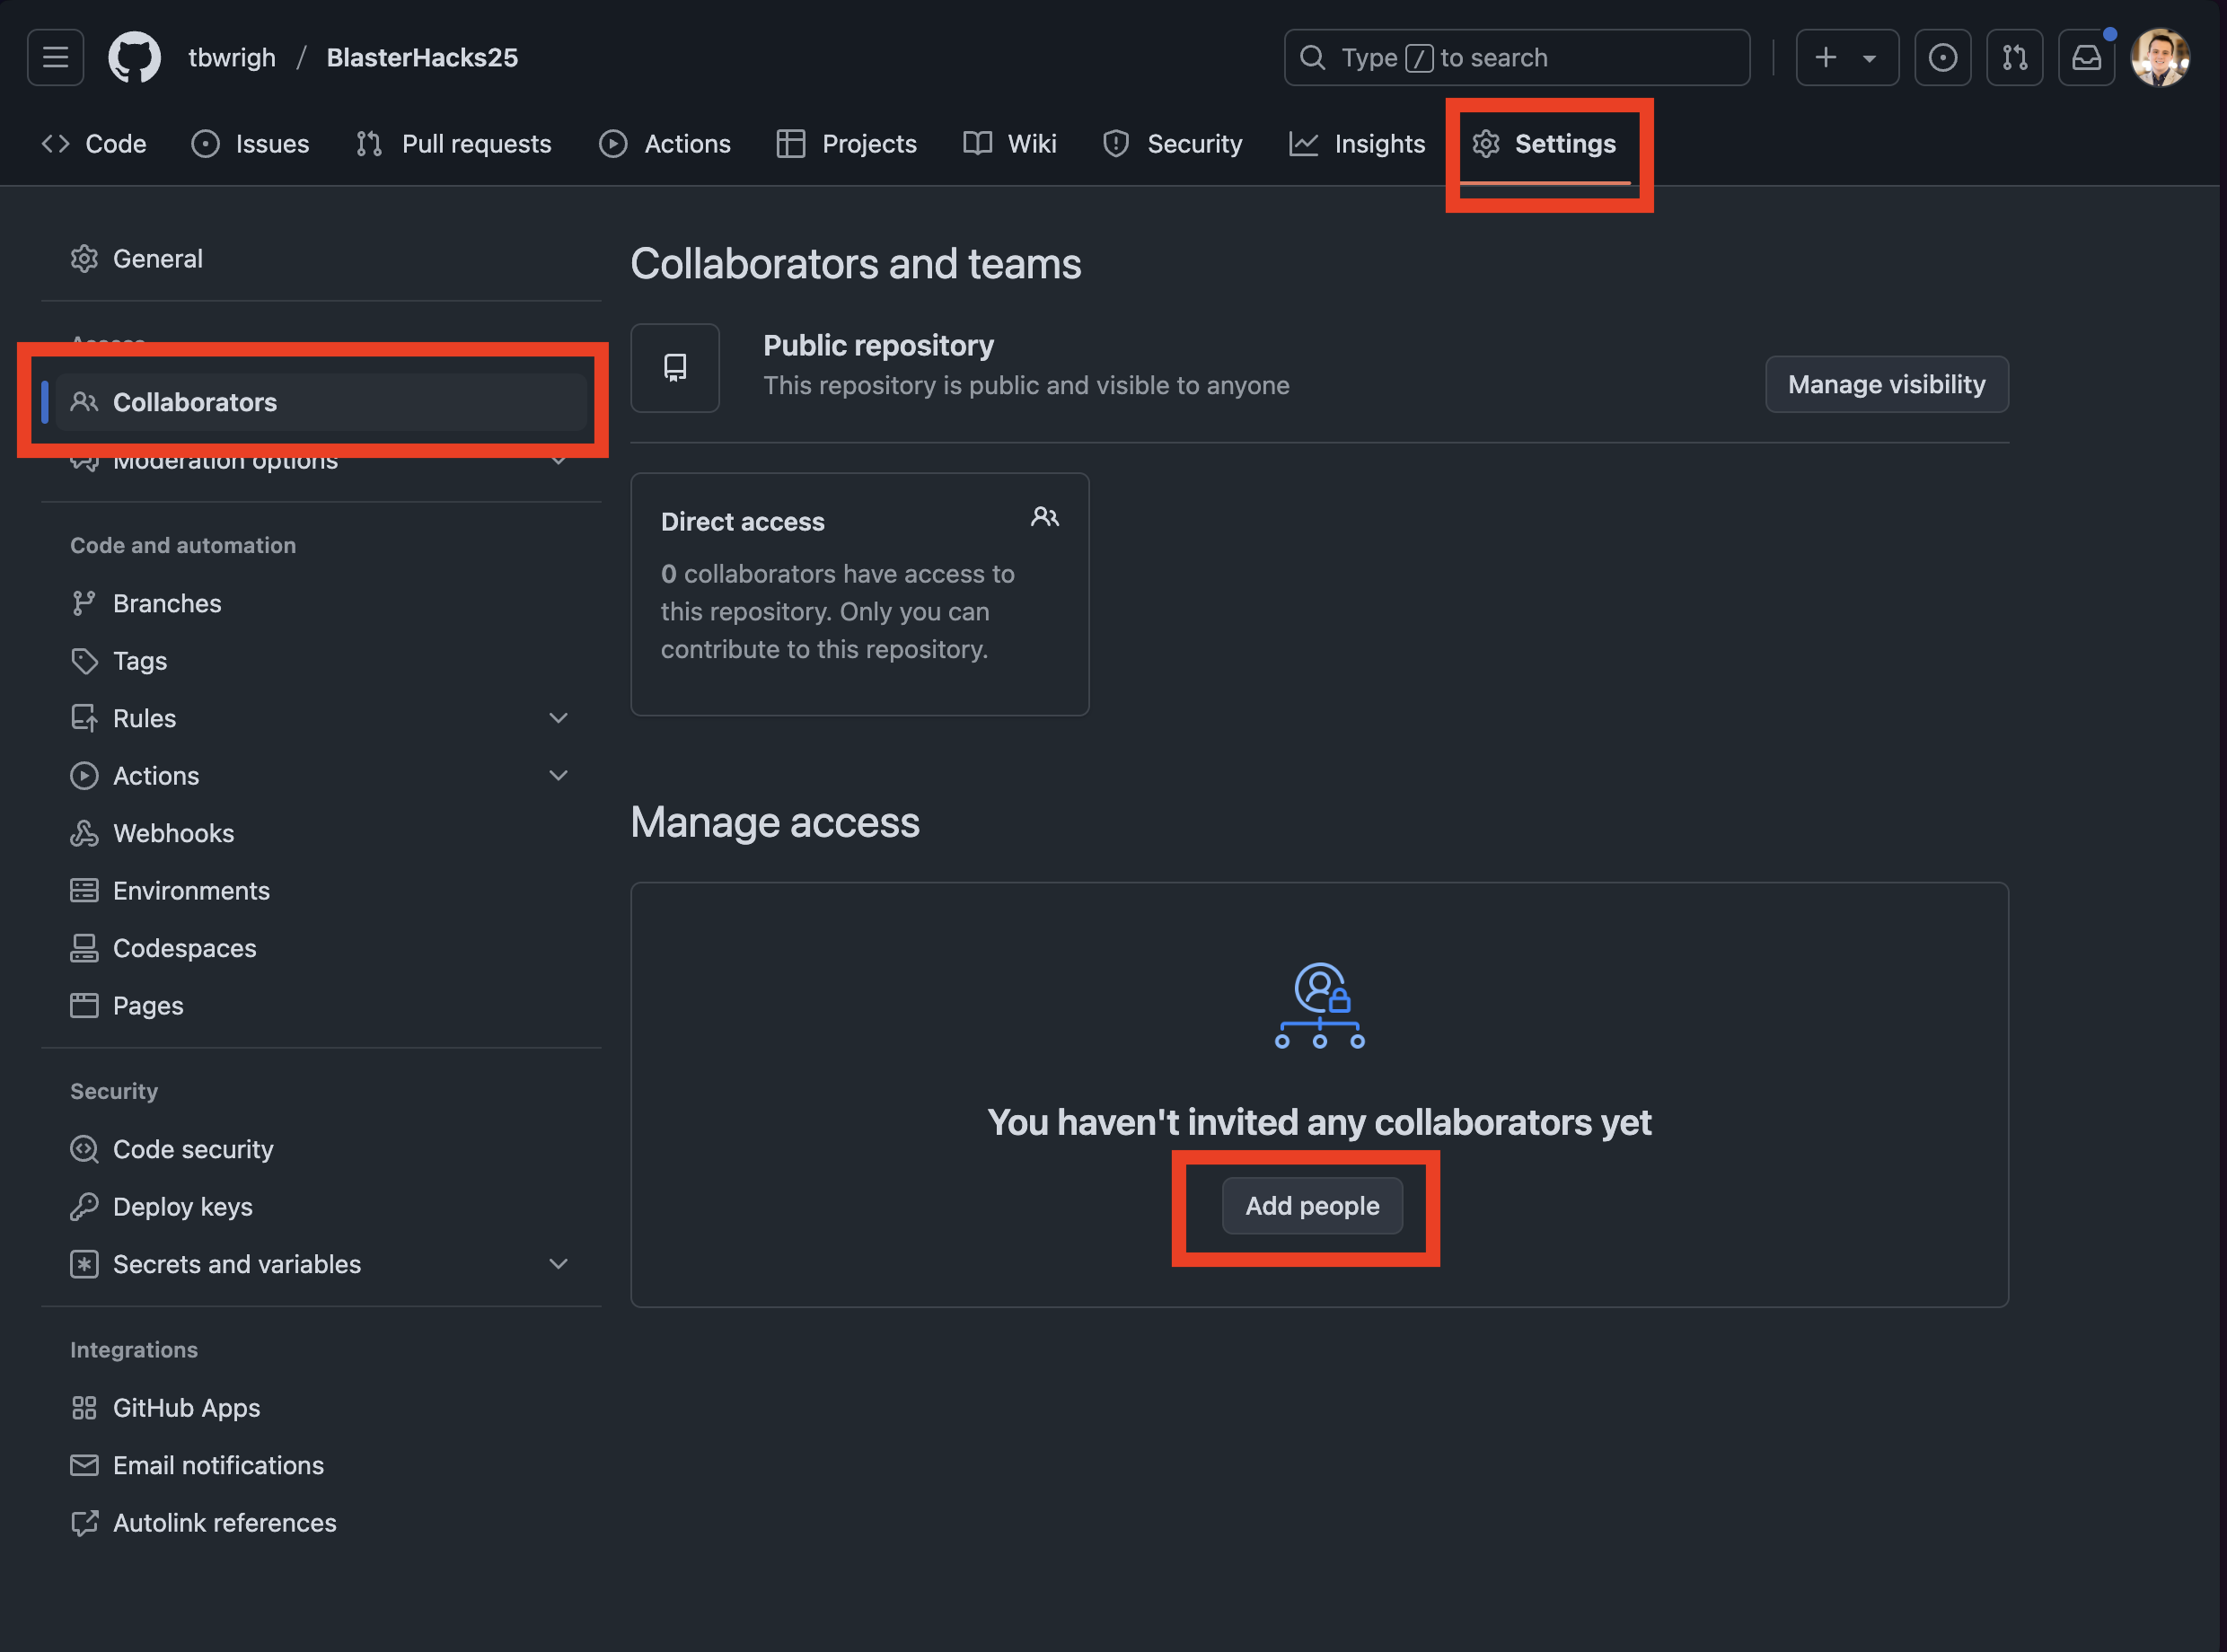 tbwrigh / BlasterHacks25
Type / to search
Code
Issues
Pull requests
Actions
Projects
Wiki
Security
Insights
Settings
General
Access
Collaborators
Moderation options
Code and automation
Branches
Tags
Rules
Actions
Webhooks
Environments
Codespaces
Pages
Security
Code security
Deploy keys
Secrets and variables
Integrations
GitHub Apps
Email notifications
Autolink references
Collaborators and teams
Public repository
This repository is public and visible to anyone
Manage visibility
Direct access
0 collaborators have access to
this repository. Only you can
contribute to this repository.
Manage access
You haven't invited any collaborators yet
Add people